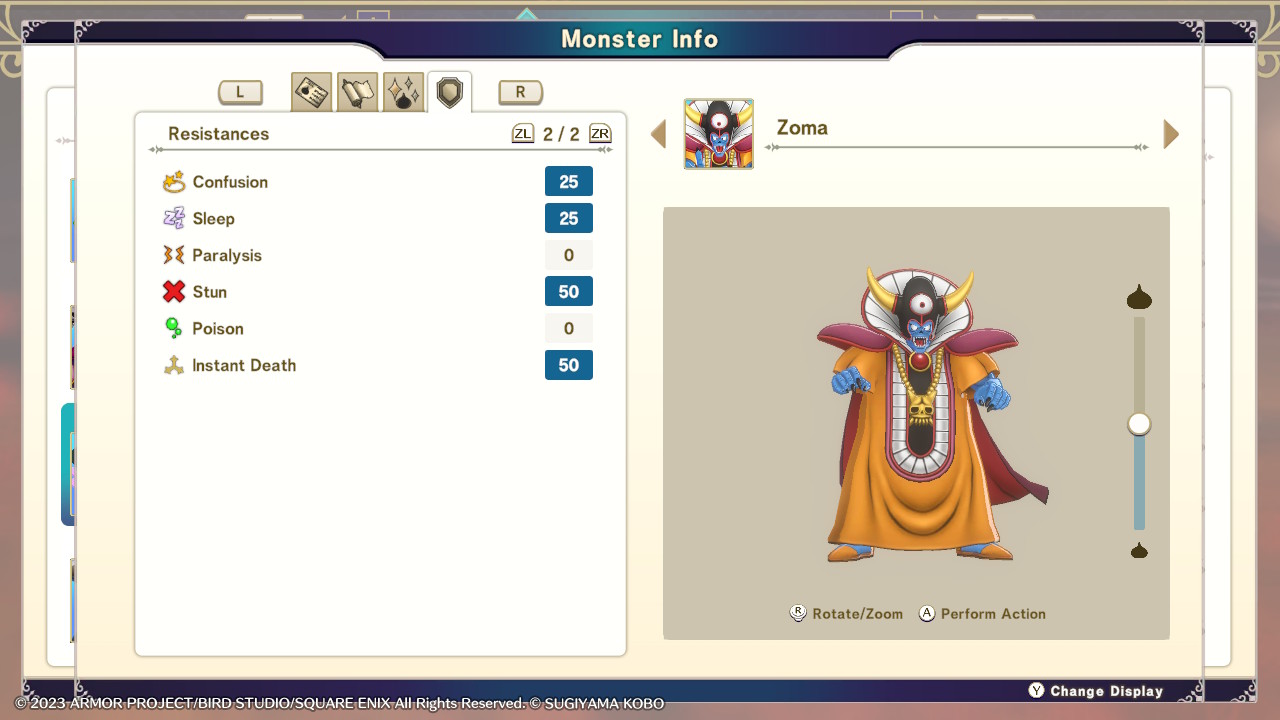 Monster Info
L
R
Resistances
ZL 2 / 2 ZR
Confusion 25
Sleep 25
Paralysis 0
Stun 50
Poison 0
Instant Death 50
Zoma
R Rotate/Zoom A Perform Action
Y Change Display
© 2023 ARMOR PROJECT/BIRD STUDIO/SQUARE ENIX All Rights Reserved. © SUGIYAMA KOBO